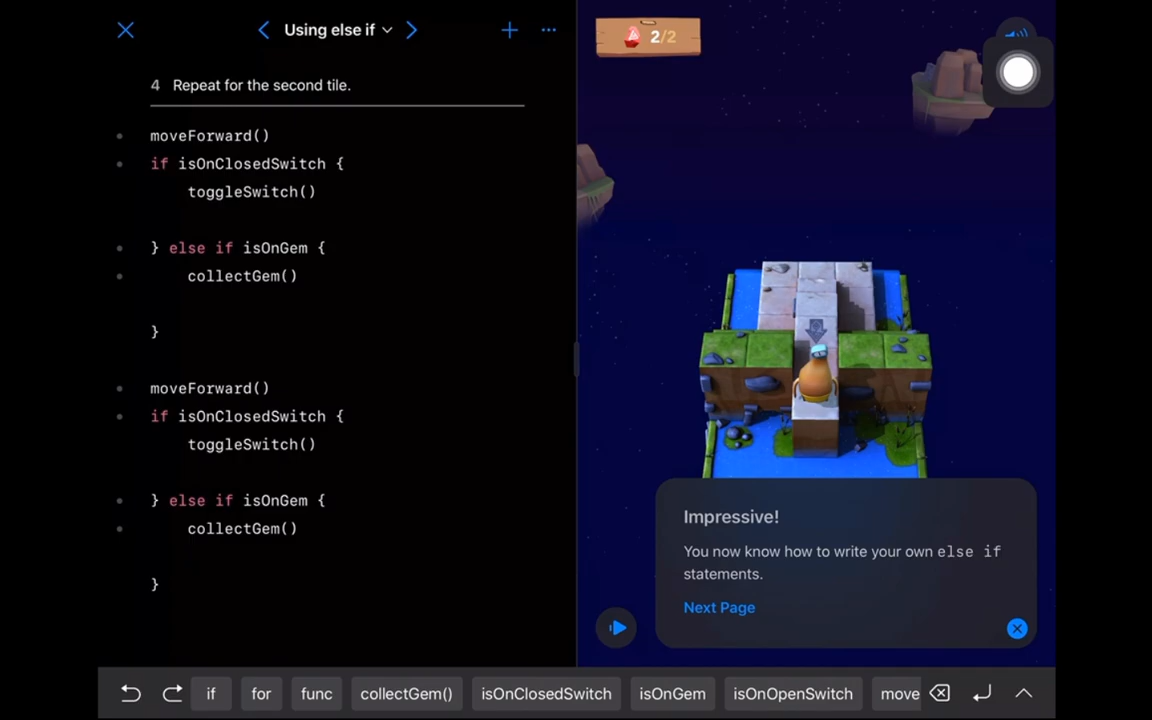 Using else if
2/2
4 Repeat for the second tile.
moveForward()
if isOnClosedSwitch {
toggleSwitch()
} else if isOnGem {
collectGem()
}
moveForward()
if isOnClosedSwitch {
toggleSwitch()
} else if isOnGem {
collectGem()
}
Impressive!
You now know how to write your own else if
statements.
Next Page
if for func collectGem() isOnClosedSwitch isOnGem isOnOpenSwitch move